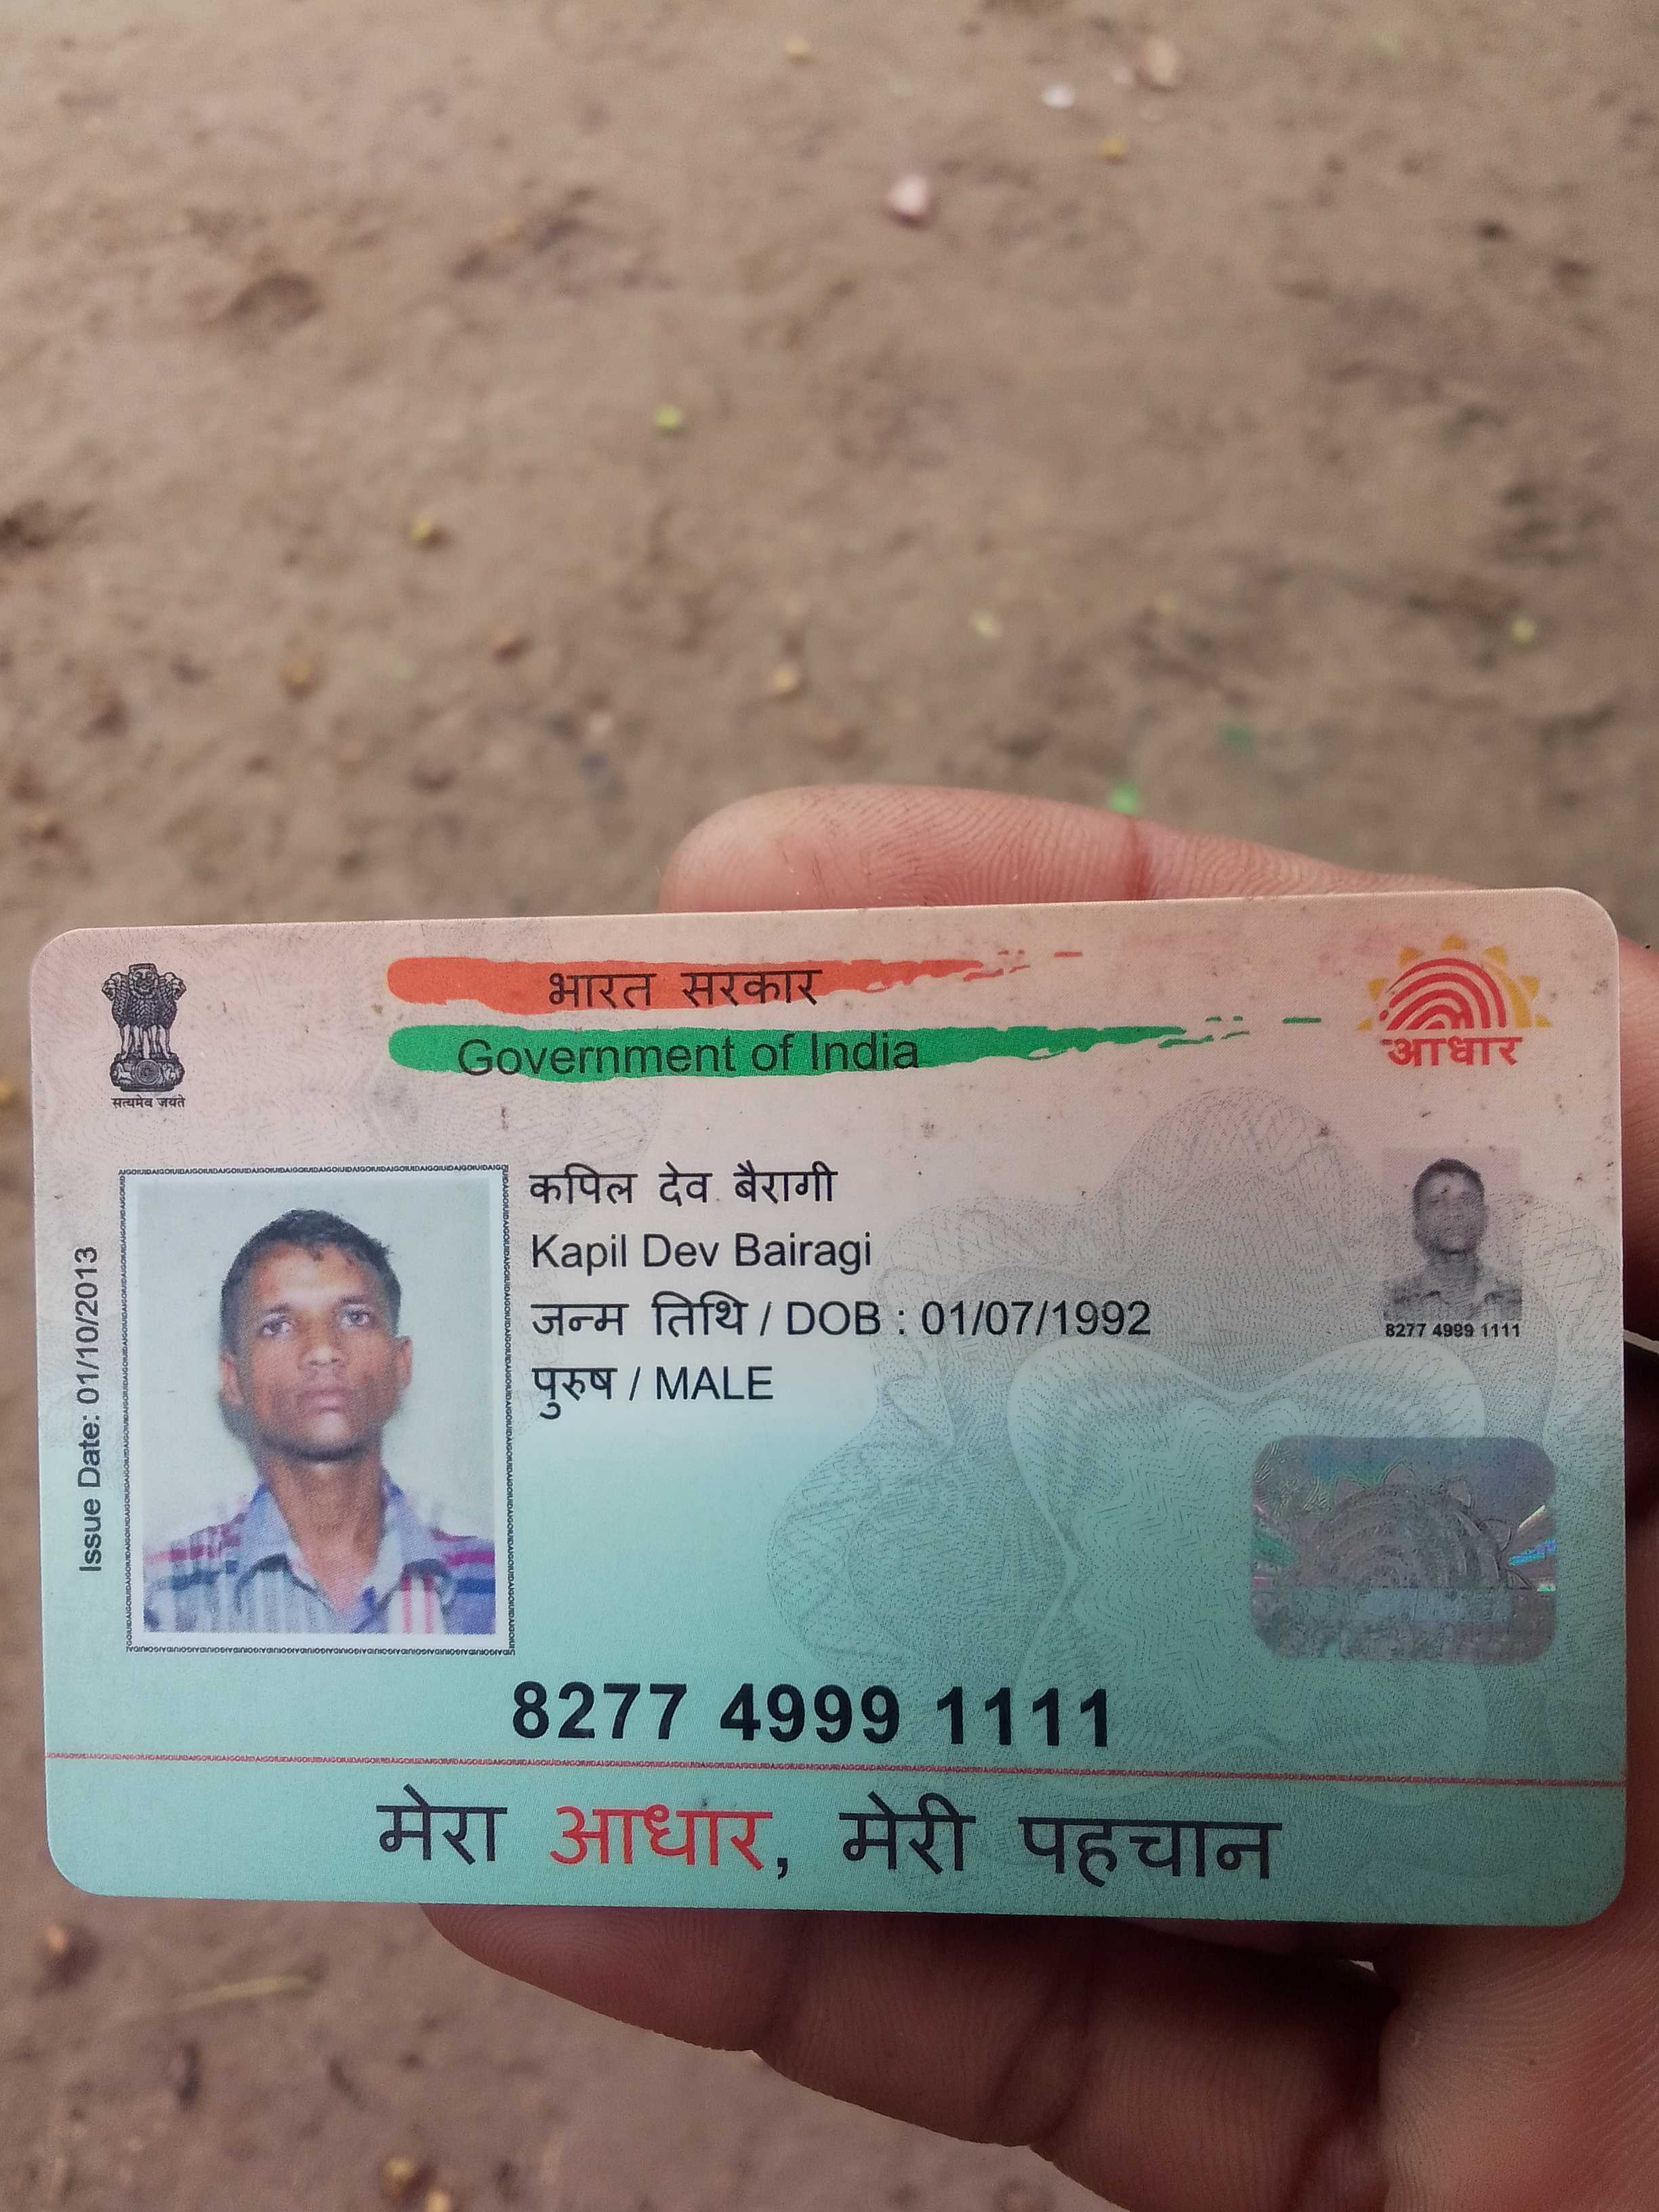 भारत सरकार
Government of India
सत्यमेव जयते
आधार
Issue Date: 01/10/2013
कपिल देव बैरागी
Kapil Dev Bairagi
जन्म तिथि / DOB : 01/07/1992
पुरुष / MALE
8277 4999 1111
8277 4999 1111
मेरा आधार, मेरी पहचान